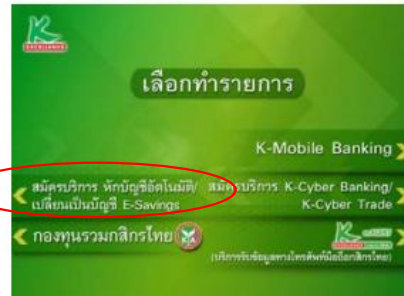 K
EXCELLENCE
เลือกทำรายการ
K-Mobile Banking
สมัครบริการ หักบัญชีอัตโนมัติ/
เปลี่ยนเป็นบัญชี E-Savings
สมัครบริการ K-Cyber Banking/
K-Cyber Trade
กองทุนรวมกสิกรไทย
(บริการรับข้อมูลทางโทรศัพท์มือถือกสิกรไทย)